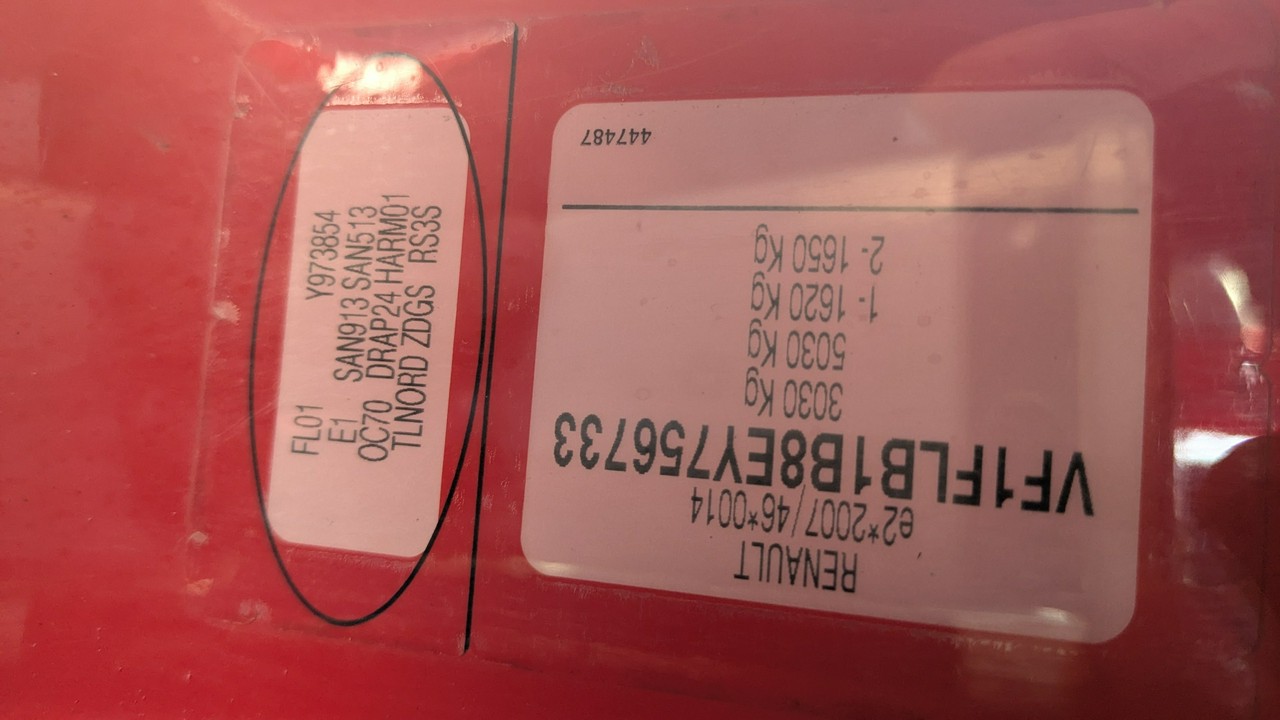 RENAULT
e2*2007/46*0014
VF1FLB1B8EY756733
3030 Kg
5030 Kg
1- 1620 Kg
2- 1650 Kg
447487
FL01 Y973854
E1 SAN913 SAN513
OC70 DRAP24 HARM01
TLNORD ZDGS RS3S